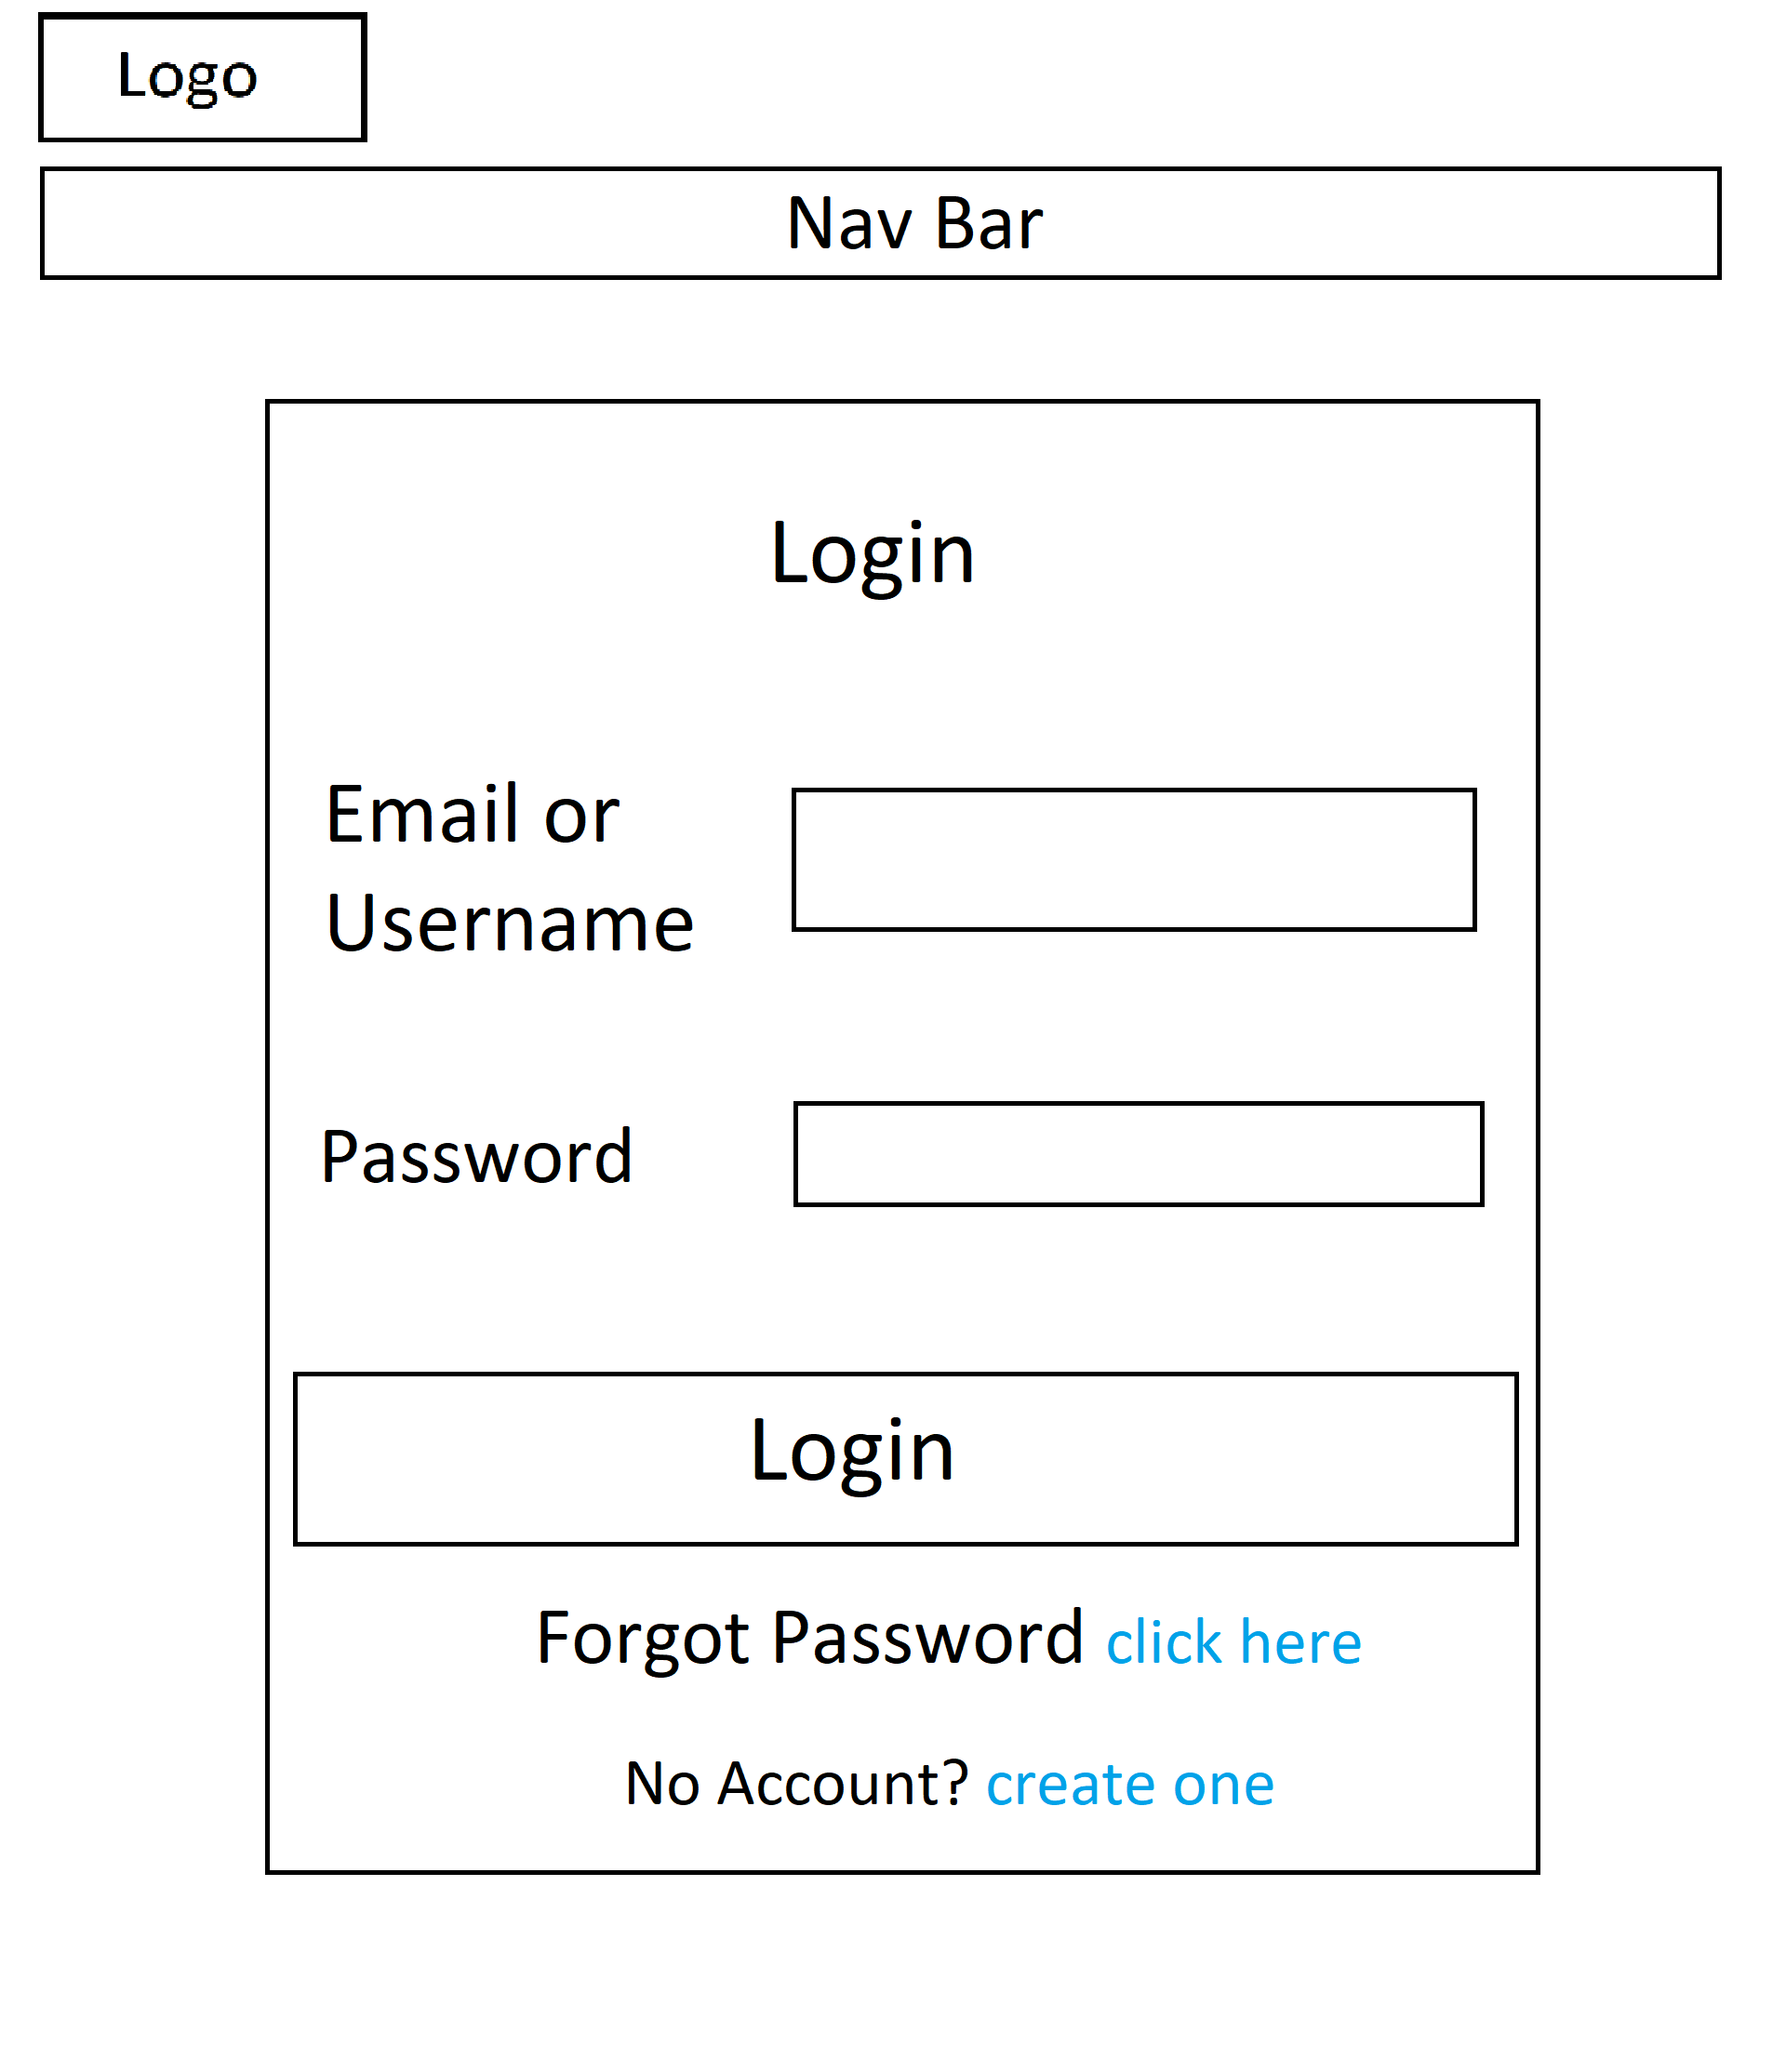 Logo
Nav Bar
Login
Email or
Username
Password
Login
Forgot Password click here
No Account? create one